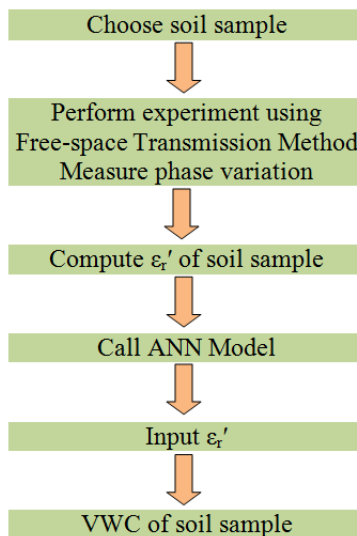 Choose soil sample
Perform experiment using
Free-space Transmission Method
Measure phase variation
Compute εᵣ′ of soil sample
Call ANN Model
Input εᵣ′
VWC of soil sample